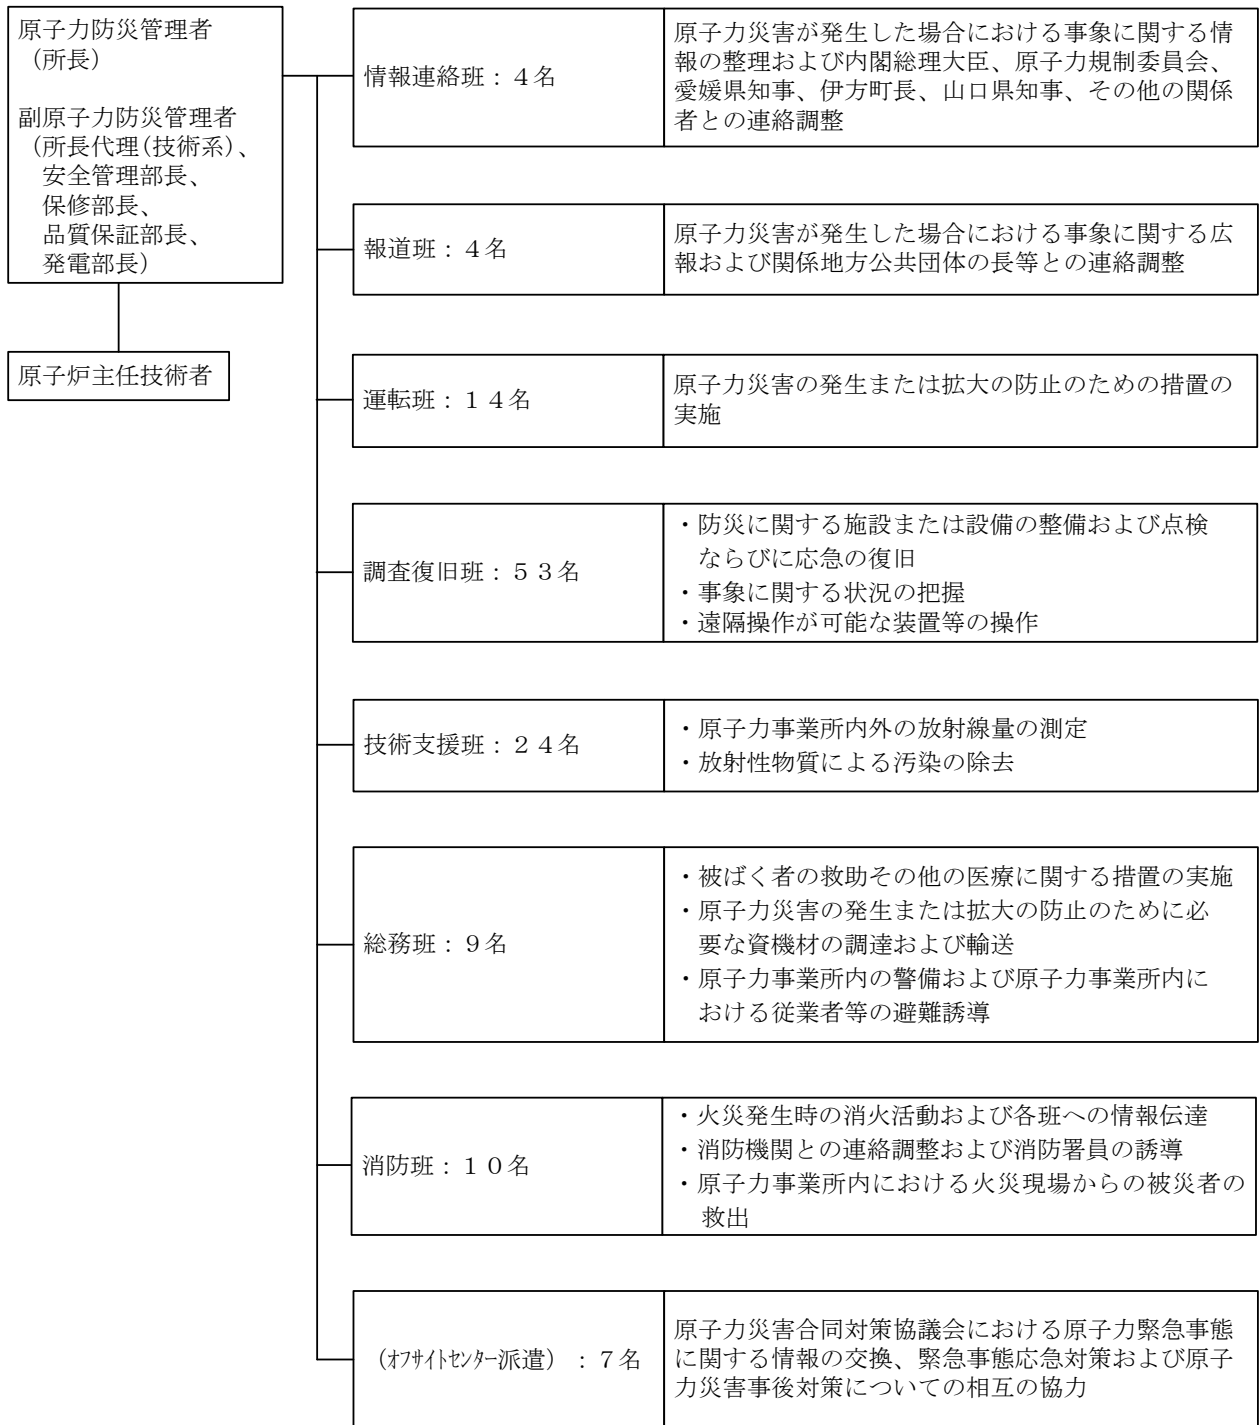 原子力防災管理者
（所長）
副原子力防災管理者
（所長代理(技術系)、
安全管理部長、
保修部長、
品質保証部長、
発電部長）
原子炉主任技術者
情報連絡班：４名
原子力災害が発生した場合における事象に関する情
報の整理および内閣総理大臣、原子力規制委員会、
愛媛県知事、伊方町長、山口県知事、その他の関係
者との連絡調整
報道班：４名
原子力災害が発生した場合における事象に関する広
報および関係地方公共団体の長等との連絡調整
運転班：１４名
原子力災害の発生または拡大の防止のための措置の
実施
調査復旧班：５３名
・防災に関する施設または設備の整備および点検
ならびに応急の復旧
・事象に関する状況の把握
・遠隔操作が可能な装置等の操作
技術支援班：２４名
・原子力事業所内外の放射線量の測定
・放射性物質による汚染の除去
総務班：９名
・被ばく者の救助その他の医療に関する措置の実施
・原子力災害の発生または拡大の防止のために必
要な資機材の調達および輸送
・原子力事業所内の警備および原子力事業所内に
おける従業者等の避難誘導
消防班：１０名
・火災発生時の消火活動および各班への情報伝達
・消防機関との連絡調整および消防署員の誘導
・原子力事業所内における火災現場からの被災者の
救出
（ｵﾌｻｲﾄｾﾝﾀｰ派遣）：７名
原子力災害合同対策協議会における原子力緊急事態
に関する情報の交換、緊急事態応急対策および原子
力災害事後対策についての相互の協力